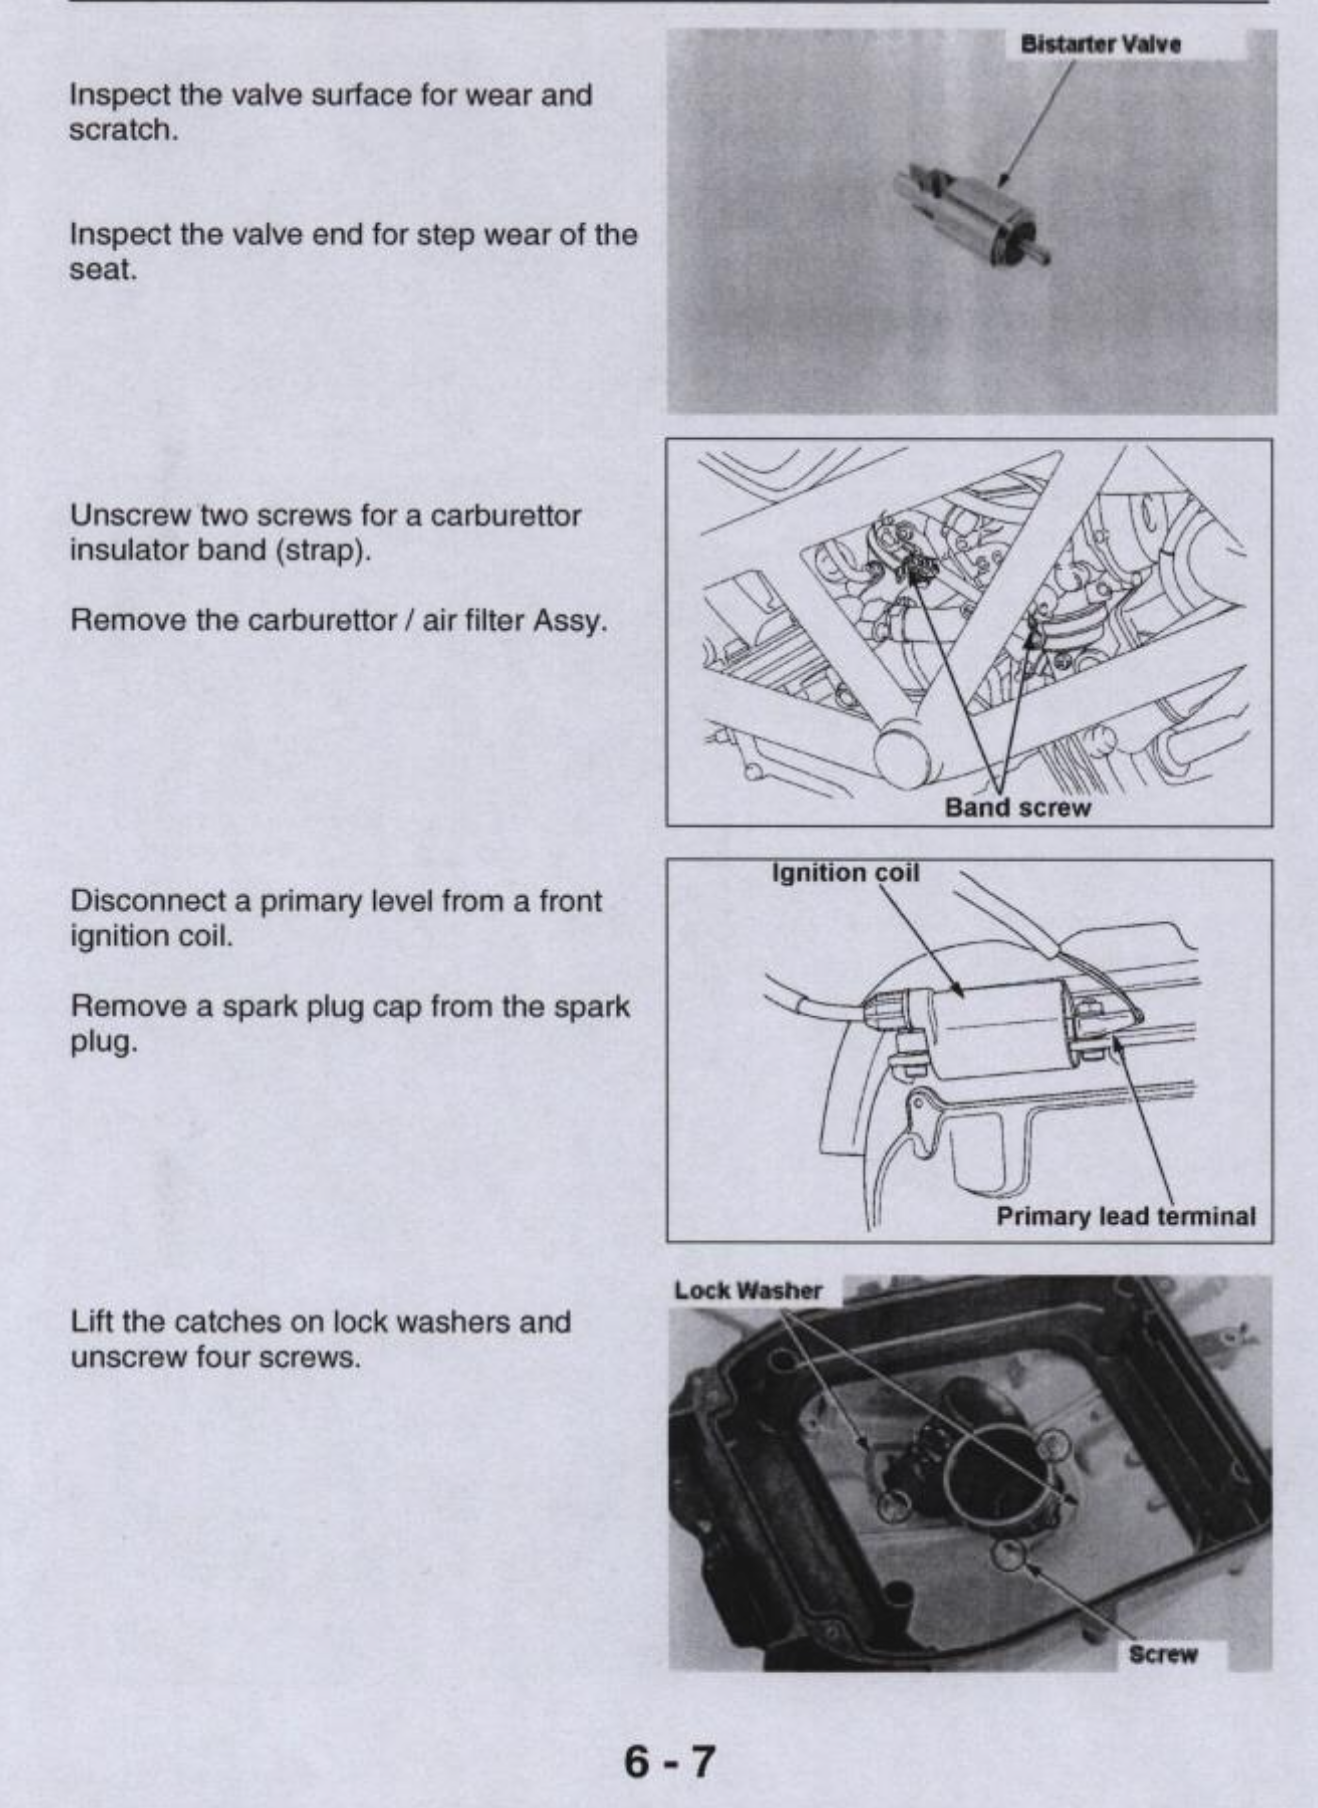 Bistarter Valve
Inspect the valve surface for wear and
scratch.
Inspect the valve end for step wear of the
seat.
Unscrew two screws for a carburettor
insulator band (strap).
Remove the carburettor / air filter Assy.
Band screw
Ignition coil
Disconnect a primary level from a front
ignition coil.
Remove a spark plug cap from the spark
plug.
Primary lead terminal
Lock Washer
Lift the catches on lock washers and
unscrew four screws.
Screw
6 - 7